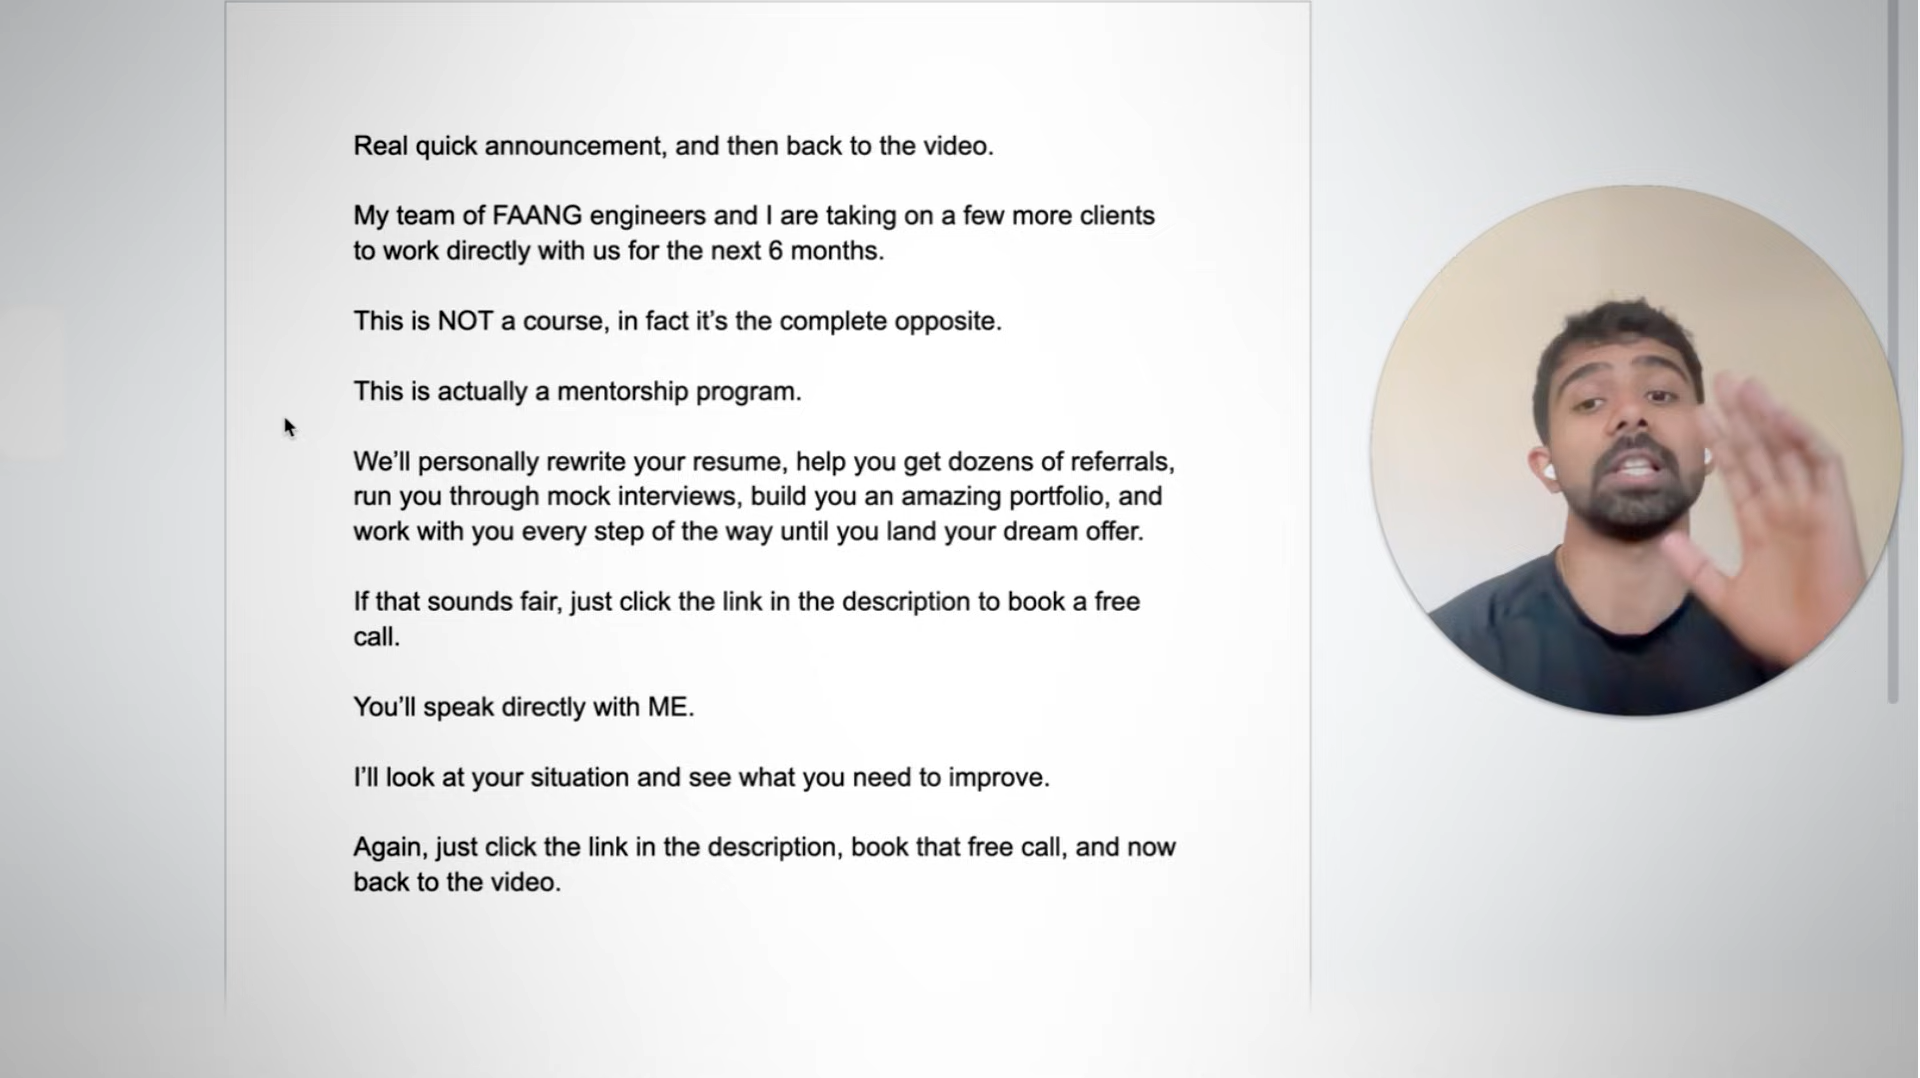 Real quick announcement, and then back to the video.
My team of FAANG engineers and I are taking on a few more clients
to work directly with us for the next 6 months.
This is NOT a course, in fact it’s the complete opposite.
This is actually a mentorship program.
We’ll personally rewrite your resume, help you get dozens of referrals,
run you through mock interviews, build you an amazing portfolio, and
work with you every step of the way until you land your dream offer.
If that sounds fair, just click the link in the description to book a free
call.
You’ll speak directly with ME.
I’ll look at your situation and see what you need to improve.
Again, just click the link in the description, book that free call, and now
back to the video.